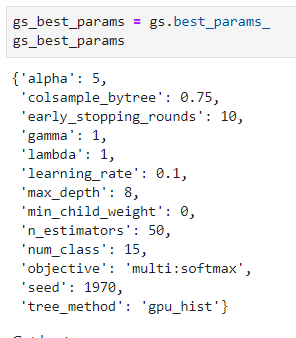 gs_best_params = gs.best_params_
gs_best_params
{'alpha': 5,
'colsample_bytree': 0.75,
'early_stopping_rounds': 10,
'gamma': 1,
'lambda': 1,
'learning_rate': 0.1,
'max_depth': 8,
'min_child_weight': 0,
'n_estimators': 50,
'num_class': 15,
'objective': 'multi:softmax',
'seed': 1970,
'tree_method': 'gpu_hist'}